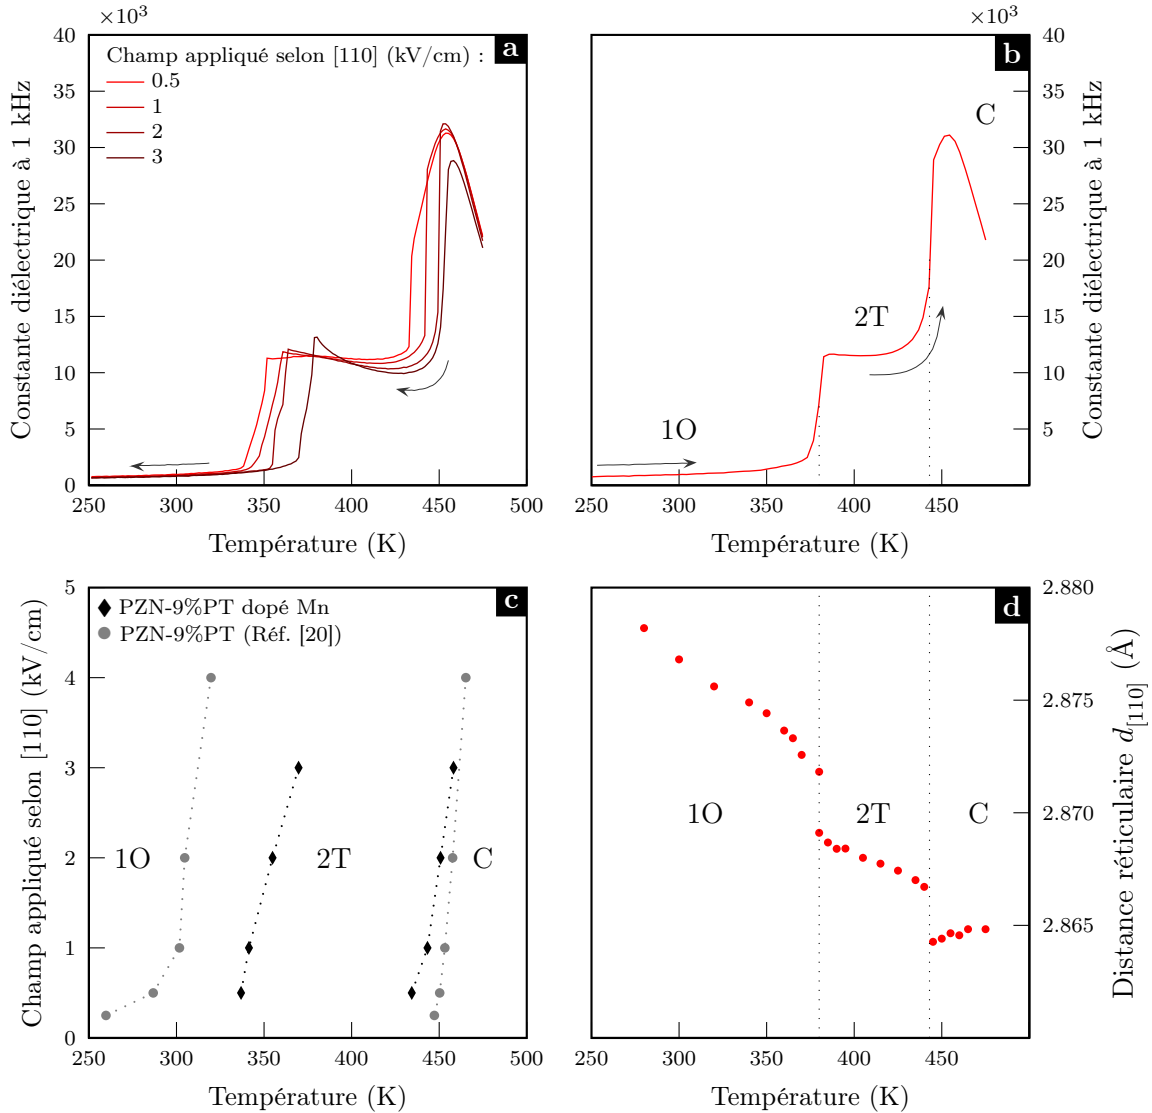 ×10³
a
Champ appliqué selon [110] (kV/cm) :
0.5
1
2
3
40
35
30
25
20
15
10
5
0
Constante diélectrique à 1 kHz
250 300 350 400 450 500
Température (K)
×10³
b
C
2T
1O
40
35
30
25
20
15
10
5
Constante diélectrique à 1 kHz
250 300 350 400 450
Température (K)
c
PZN-9%PT dopé Mn
PZN-9%PT (Réf. [20])
5
4
3
2
1
0
Champ appliqué selon [110] (kV/cm)
1O 2T C
250 300 350 400 450 500
Température (K)
d
1O 2T C
2.880
2.875
2.870
2.865
Distance réticulaire d[110] (Å)
250 300 350 400 450
Température (K)